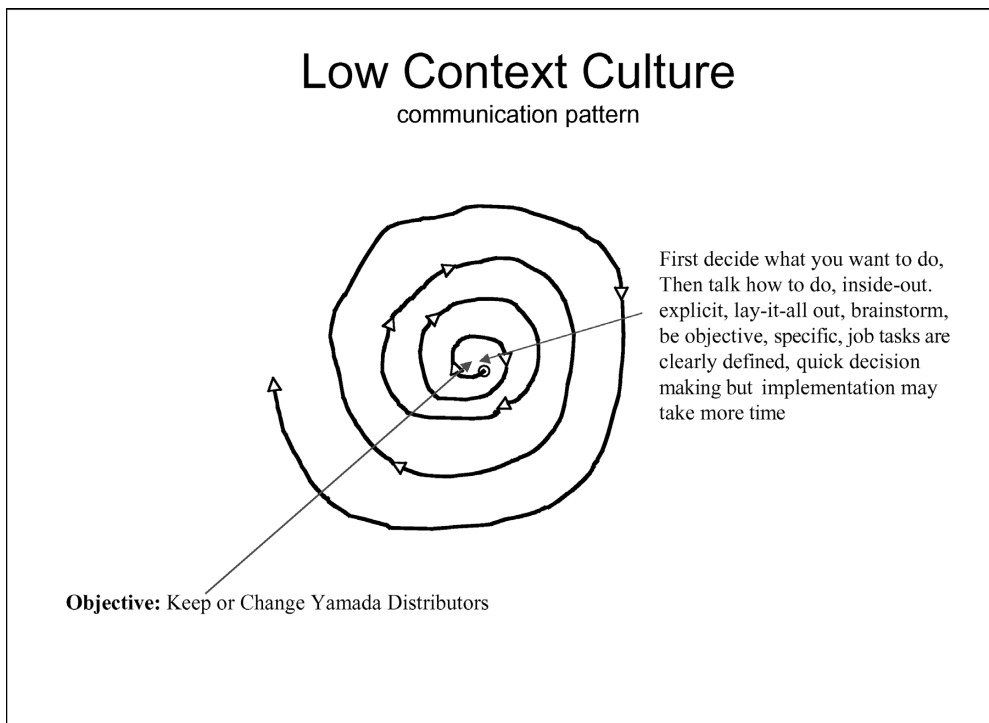 Low Context Culture
communication pattern
First decide what you want to do,
Then talk how to do, inside-out.
explicit, lay-it-all out, brainstorm,
be objective, specific, job tasks are
clearly defined, quick decision
making but implementation may
take more time
Objective: Keep or Change Yamada Distributors